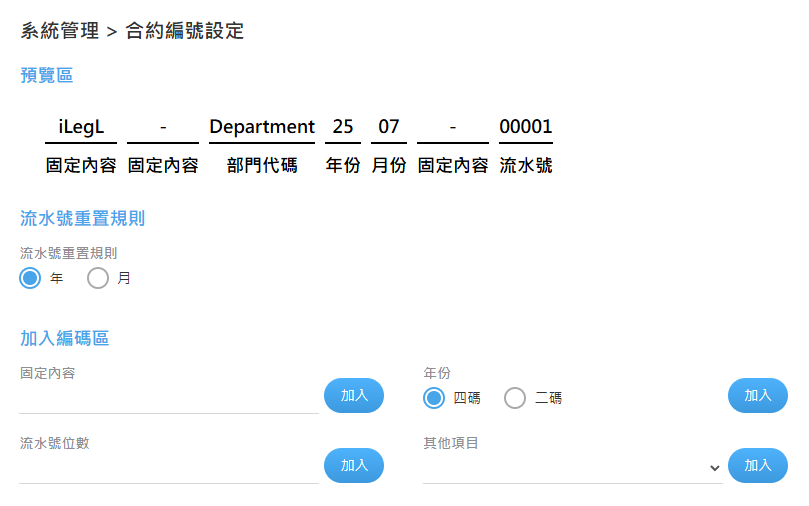 系統管理 > 合約編號設定
預覽區
iLegL - Department 25 07 - 00001
固定內容 固定內容 部門代碼 年份 月份 固定內容 流水號
流水號重置規則
流水號重置規則
年 月
加入編碼區
固定內容 加入 年份 四碼 二碼 加入
流水號位數 加入 其他項目 加入